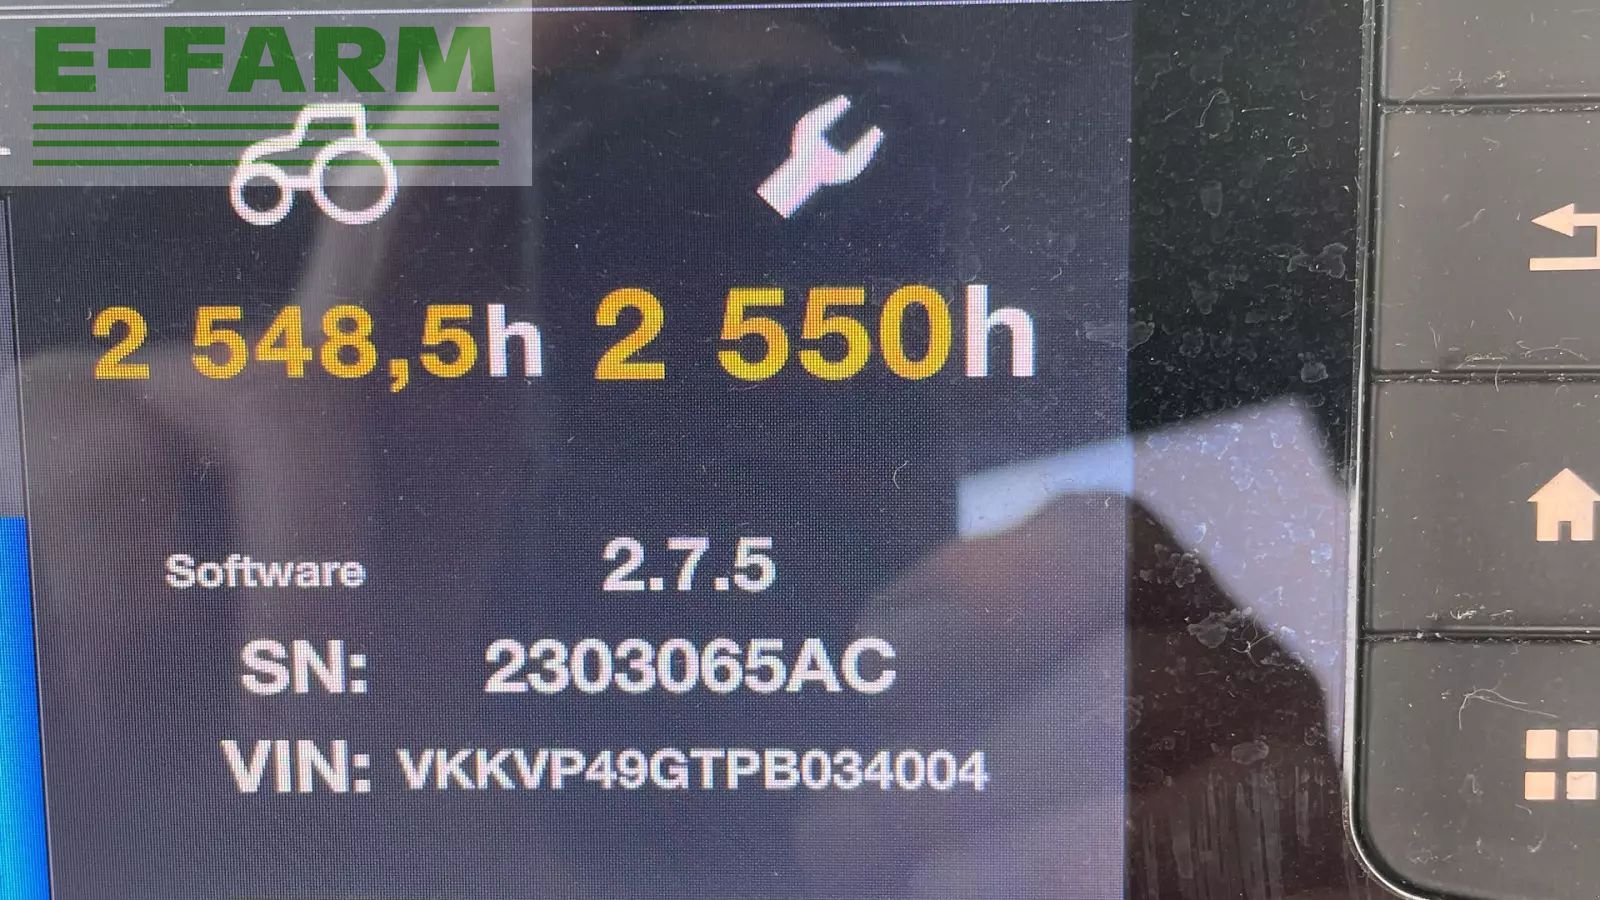 E-FARM
2 548,5h 2 550h
Software 2.7.5
SN: 2303065AC
VIN: VKKVP49GTPB034004